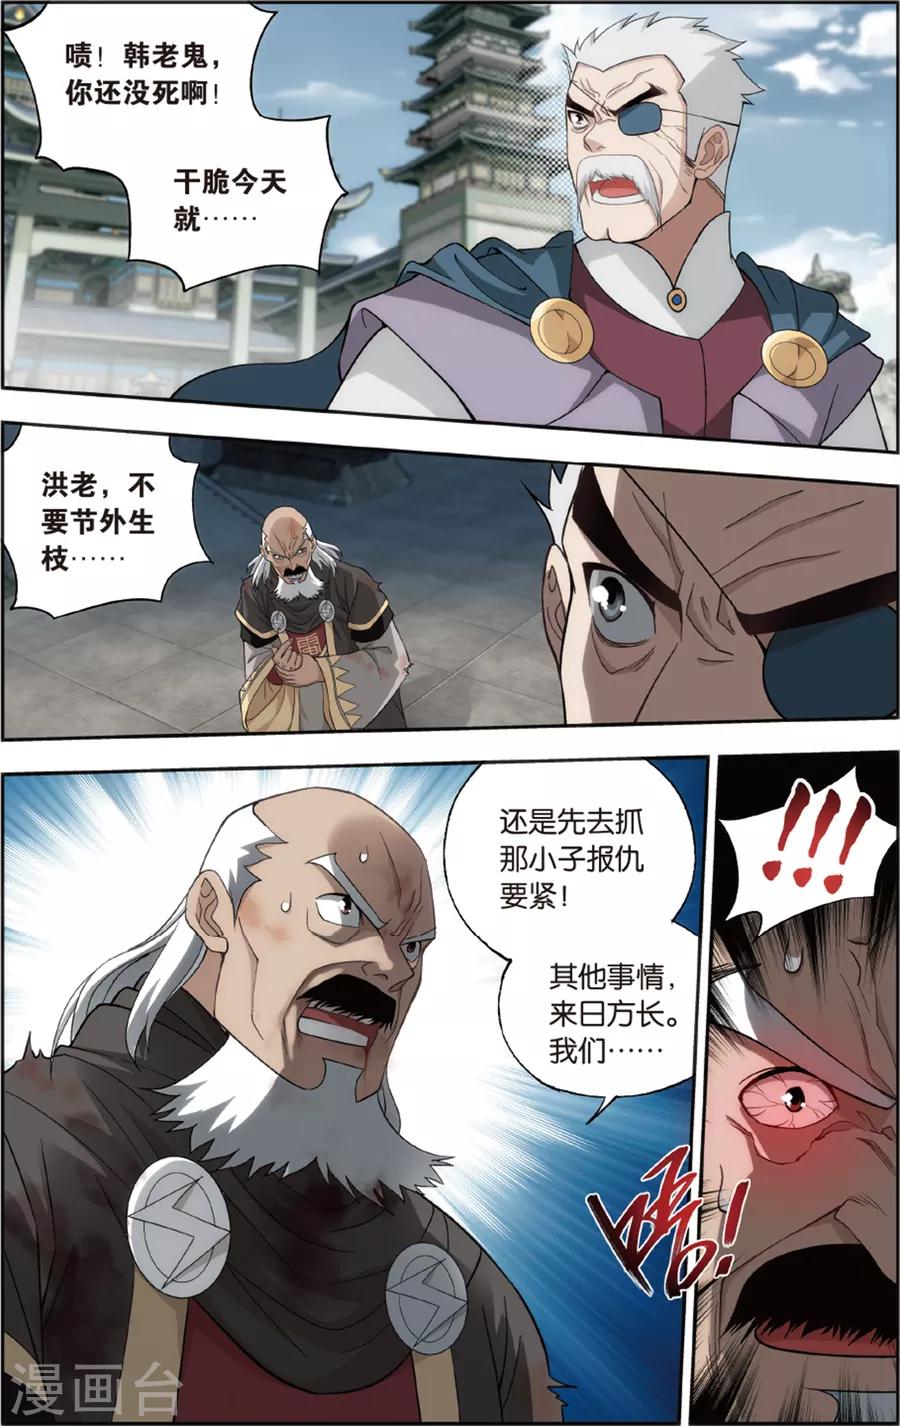 啧！韩老鬼，
你还没死啊！
干脆今天
就……
洪老，不
要节外生
枝……
还是先去抓
那小子报仇
要紧！
其他事情，
来日方长。
我们……
!!!
漫画台